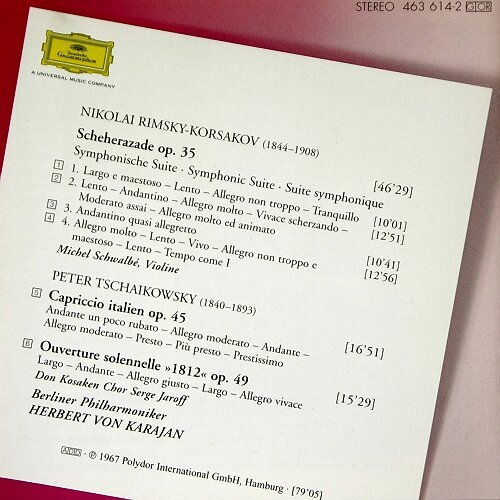 STEREO 463 614-2 GOR
Deutsche
Grammophon
A UNIVERSAL MUSIC COMPANY
NIKOLAI RIMSKY-KORSAKOV (1844–1908)
Scheherazade op. 35
Symphonische Suite · Symphonic Suite · Suite symphonique [46'29]
1 1. Largo e maestoso – Lento – Allegro non troppo – Tranquillo [10'01]
2 2. Lento – Andantino – Allegro molto – Vivace scherzando –
Moderato assai – Allegro molto ed animato [12'51]
3 3. Andantino quasi allegretto [10'41]
4 4. Allegro molto – Lento – Vivo – Allegro non troppo e
maestoso – Lento – Tempo come I [12'56]
Michel Schwalbé, Violine
PETER TSCHAIKOWSKY (1840–1893)
5 Capriccio italien op. 45 [16'51]
Andante un poco rubato – Allegro moderato – Andante –
Allegro moderato – Presto – Più presto – Prestissimo
6 Ouverture solennelle »1812« op. 49 [15'29]
Largo – Andante – Allegro giusto – Largo – Allegro vivace
Don Kosaken Chor Serge Jaroff
Berliner Philharmoniker
HERBERT VON KARAJAN
ADD · ℗ 1967 Polydor International GmbH, Hamburg · [79'05]